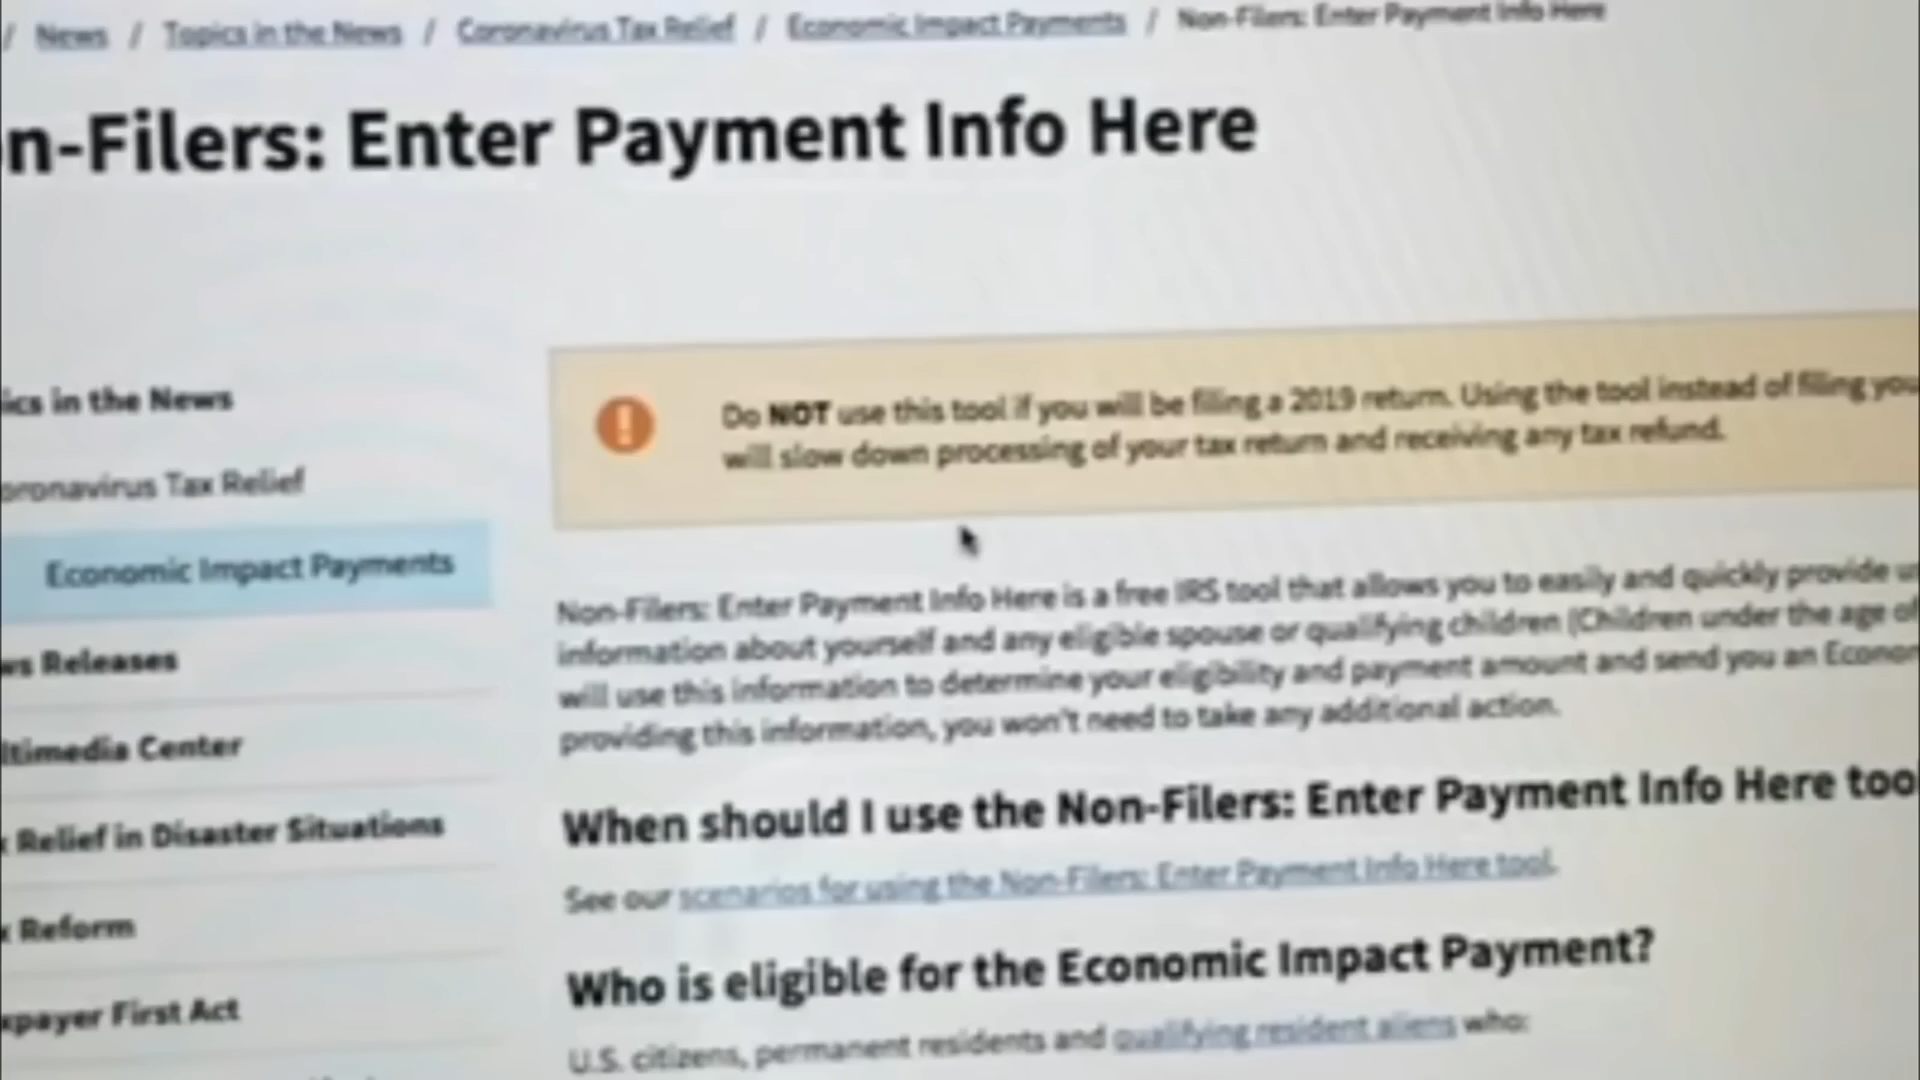 / News / Topics in the News / Coronavirus Tax Relief / Economic Impact Payments / Non-Filers: Enter Payment Info Here
n-Filers: Enter Payment Info Here
ics in the News
oronavirus Tax Relief
Economic Impact Payments
ws Releases
ltimedia Center
x Relief in Disaster Situations
x Reform
xpayer First Act
Do NOT use this tool if you will be filing a 2019 return. Using the tool instead of filing you
will slow down processing of your tax return and receiving any tax refund.
Non-Filers: Enter Payment Info Here is a free IRS tool that allows you to easily and quickly provide u
information about yourself and any eligible spouse or qualifying children (Children under the age of
will use this information to determine your eligibility and payment amount and send you an Econo
providing this information, you won't need to take any additional action.
When should I use the Non-Filers: Enter Payment Info Here tool
See our scenarios for using the Non-Filers: Enter Payment Info Here tool.
Who is eligible for the Economic Impact Payment?
U.S. citizens, permanent residents and qualifying resident aliens who: